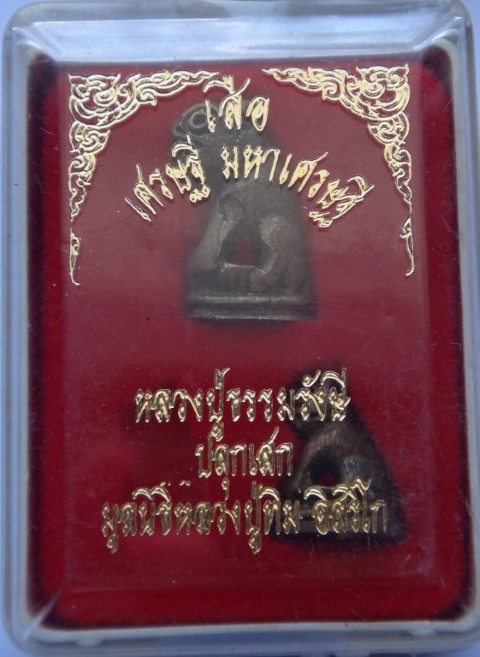 เสือ
เศรษฐี มหาเศรษฐี
หลวงปู่ธรรมรังษี
ปลุกเสก
มูลนิธิหลวงปู่ทิม อิสริโก